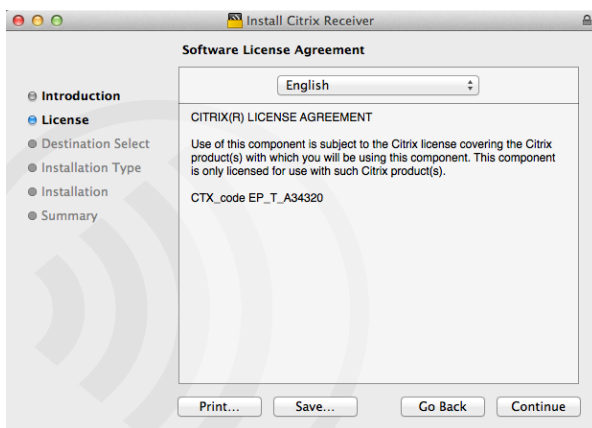 Install Citrix Receiver
Software License Agreement
Introduction
License
Destination Select
Installation Type
Installation
Summary
English
CITRIX(R) LICENSE AGREEMENT
Use of this component is subject to the Citrix license covering the Citrix
product(s) with which you will be using this component. This component
is only licensed for use with such Citrix product(s).
CTX_code EP_T_A34320
Print... Save... Go Back Continue